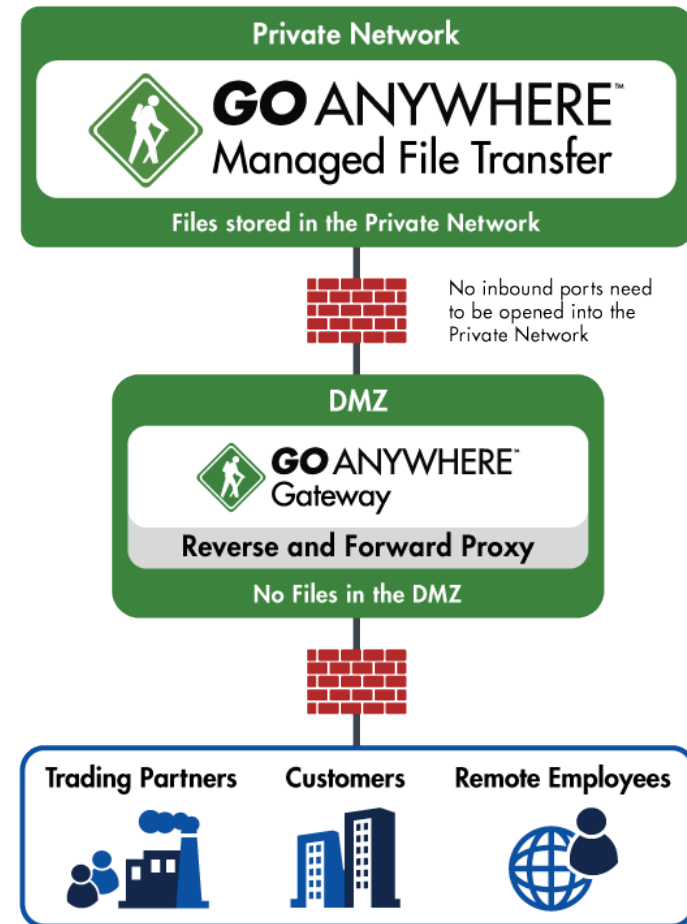 Private Network
GO ANYWHERE™
Managed File Transfer
Files stored in the Private Network
No inbound ports need
to be opened into the
Private Network
DMZ
GO ANYWHERE™
Gateway
Reverse and Forward Proxy
No Files in the DMZ
Trading Partners
Customers
Remote Employees